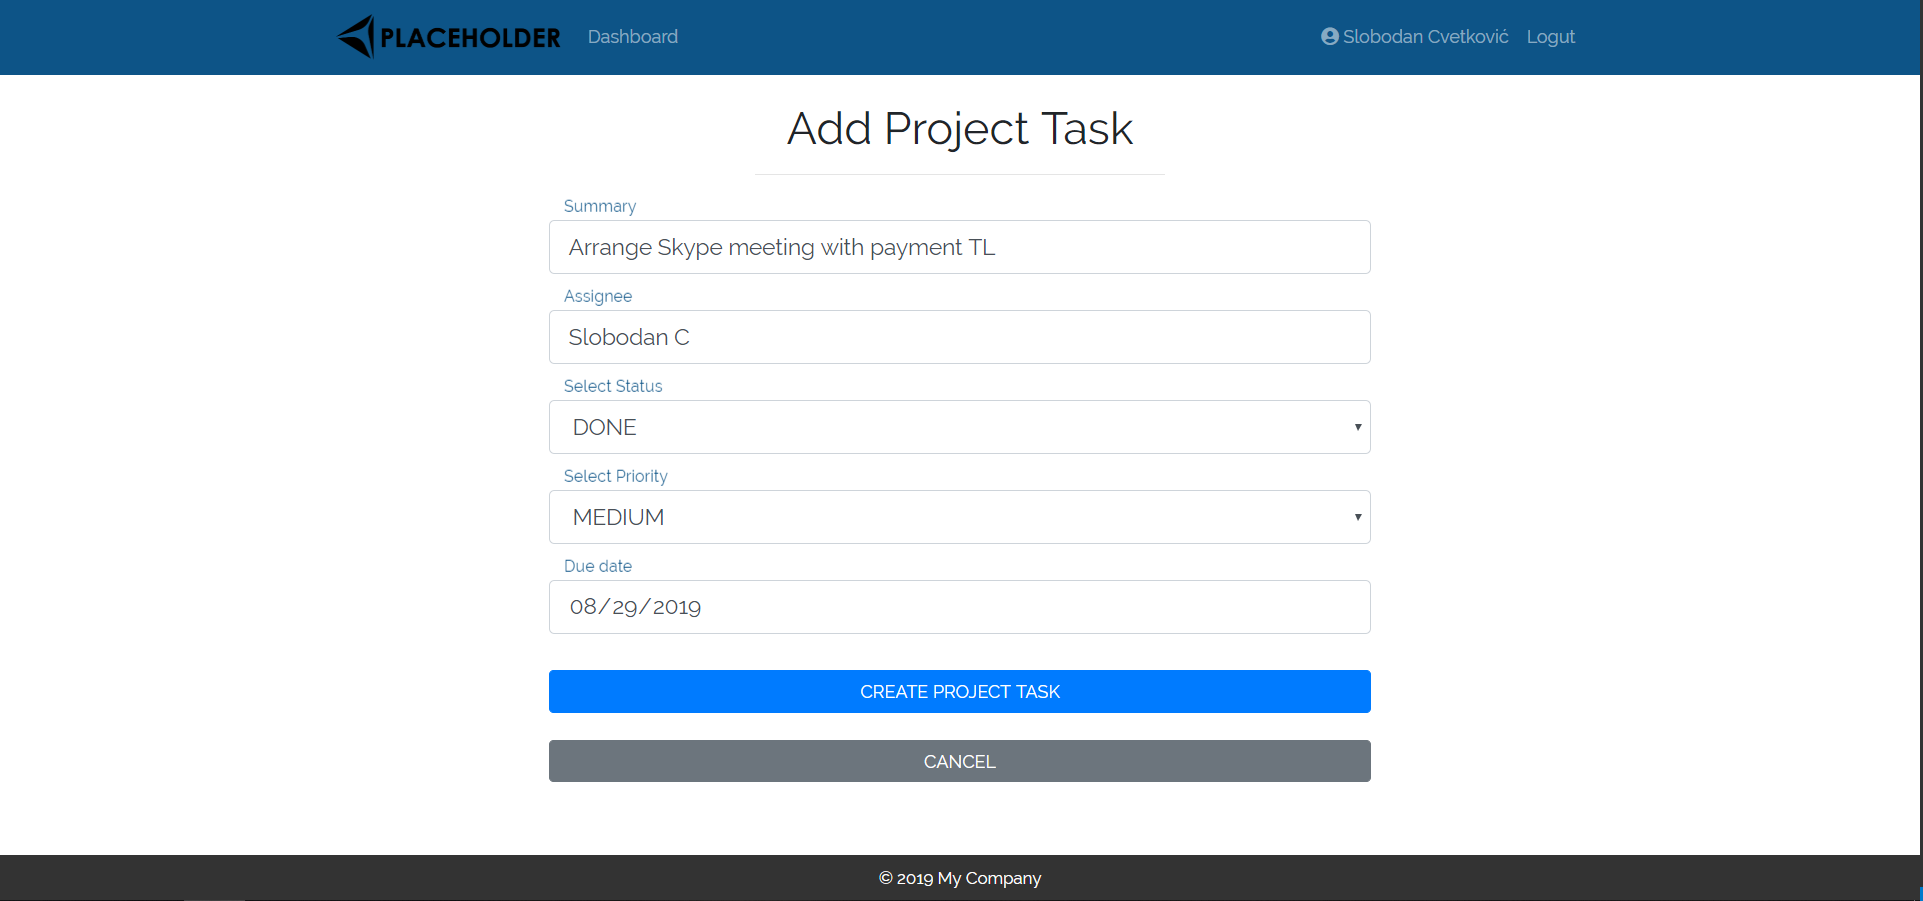 PLACEHOLDER Dashboard Slobodan Cvetković Logut
Add Project Task
Summary
Arrange Skype meeting with payment TL
Assignee
Slobodan C
Select Status
DONE
Select Priority
MEDIUM
Due date
08/29/2019
CREATE PROJECT TASK
CANCEL
© 2019 My Company